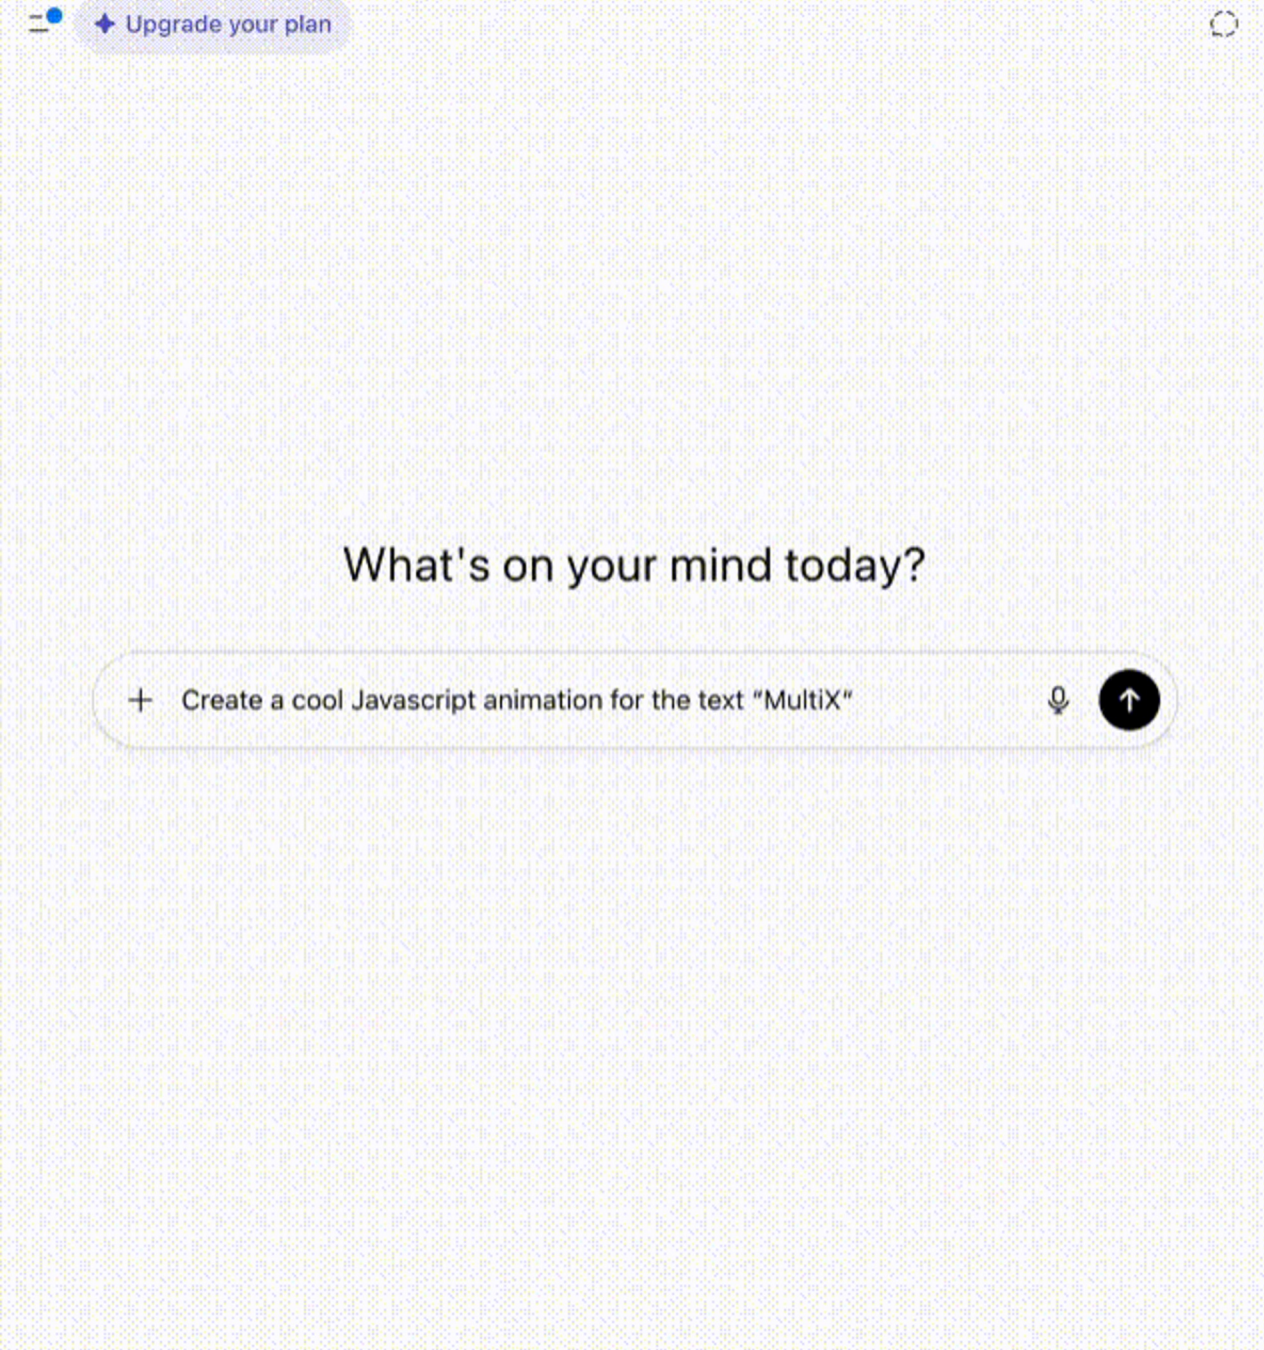 Upgrade your plan
What's on your mind today?
Create a cool Javascript animation for the text “MultiX“